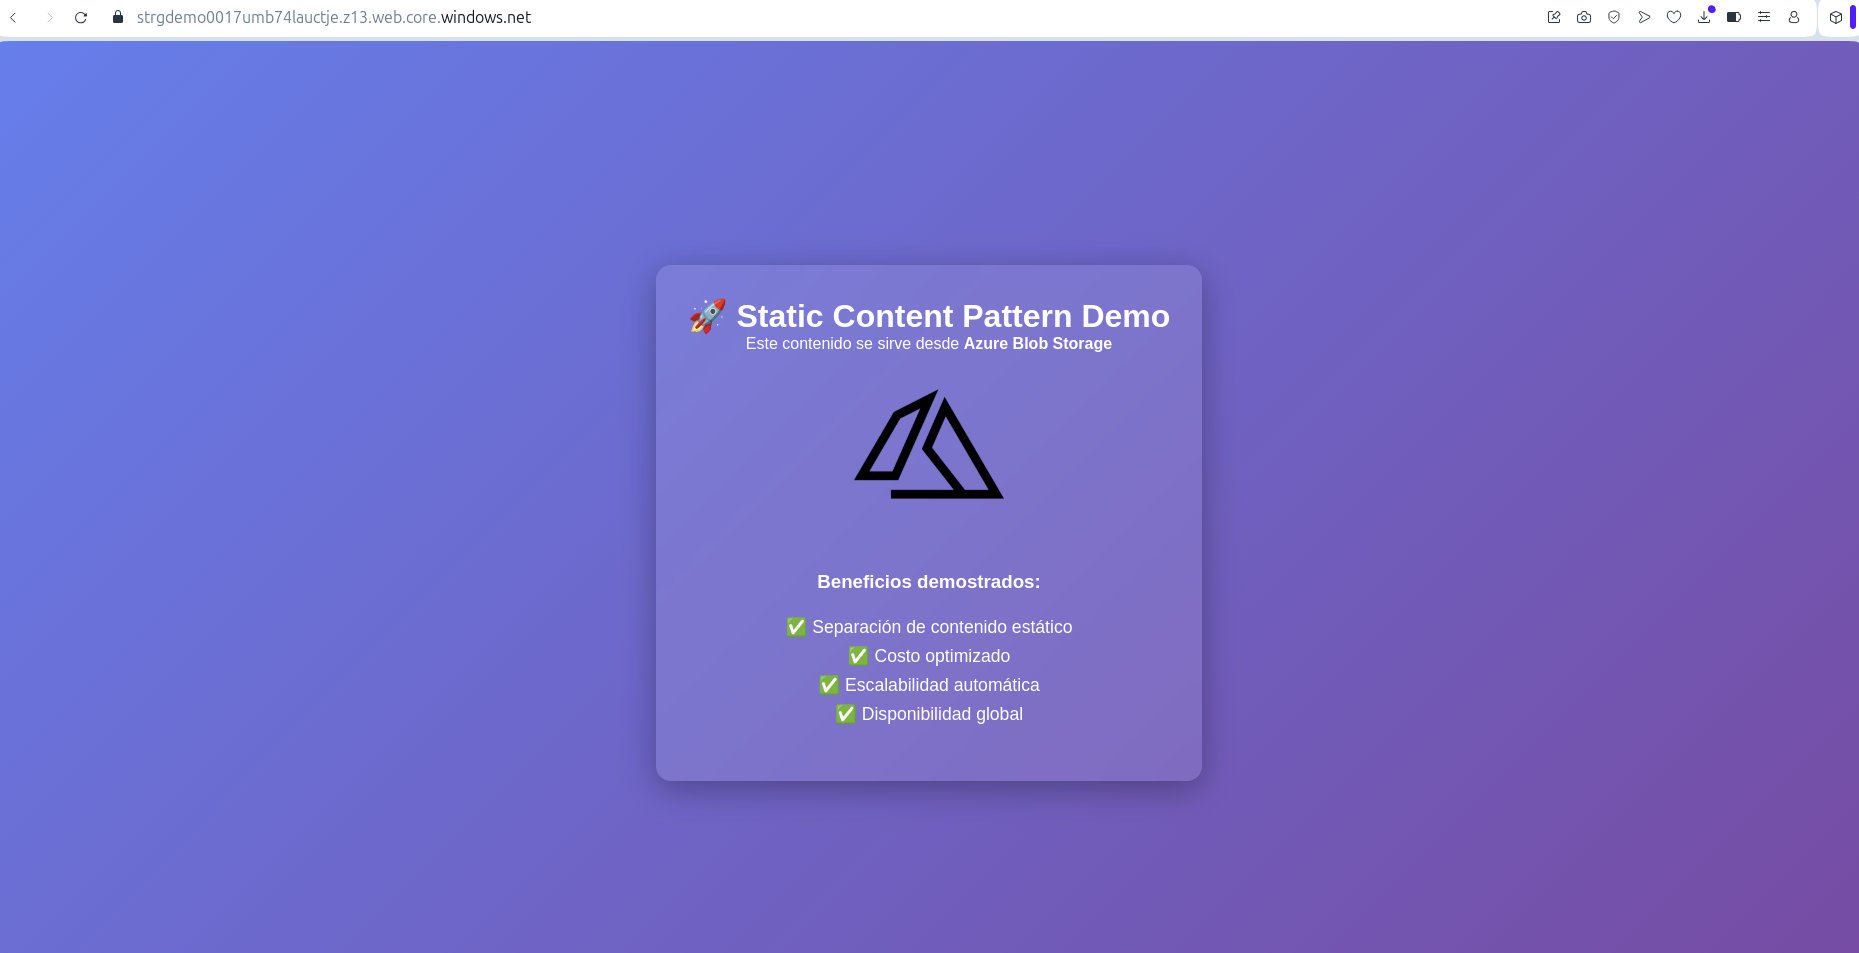 strgdemo0017umb74lauctje.z13.web.core.windows.net
🚀 Static Content Pattern Demo
Este contenido se sirve desde Azure Blob Storage
Beneficios demostrados:
✅ Separación de contenido estático
✅ Costo optimizado
✅ Escalabilidad automática
✅ Disponibilidad global